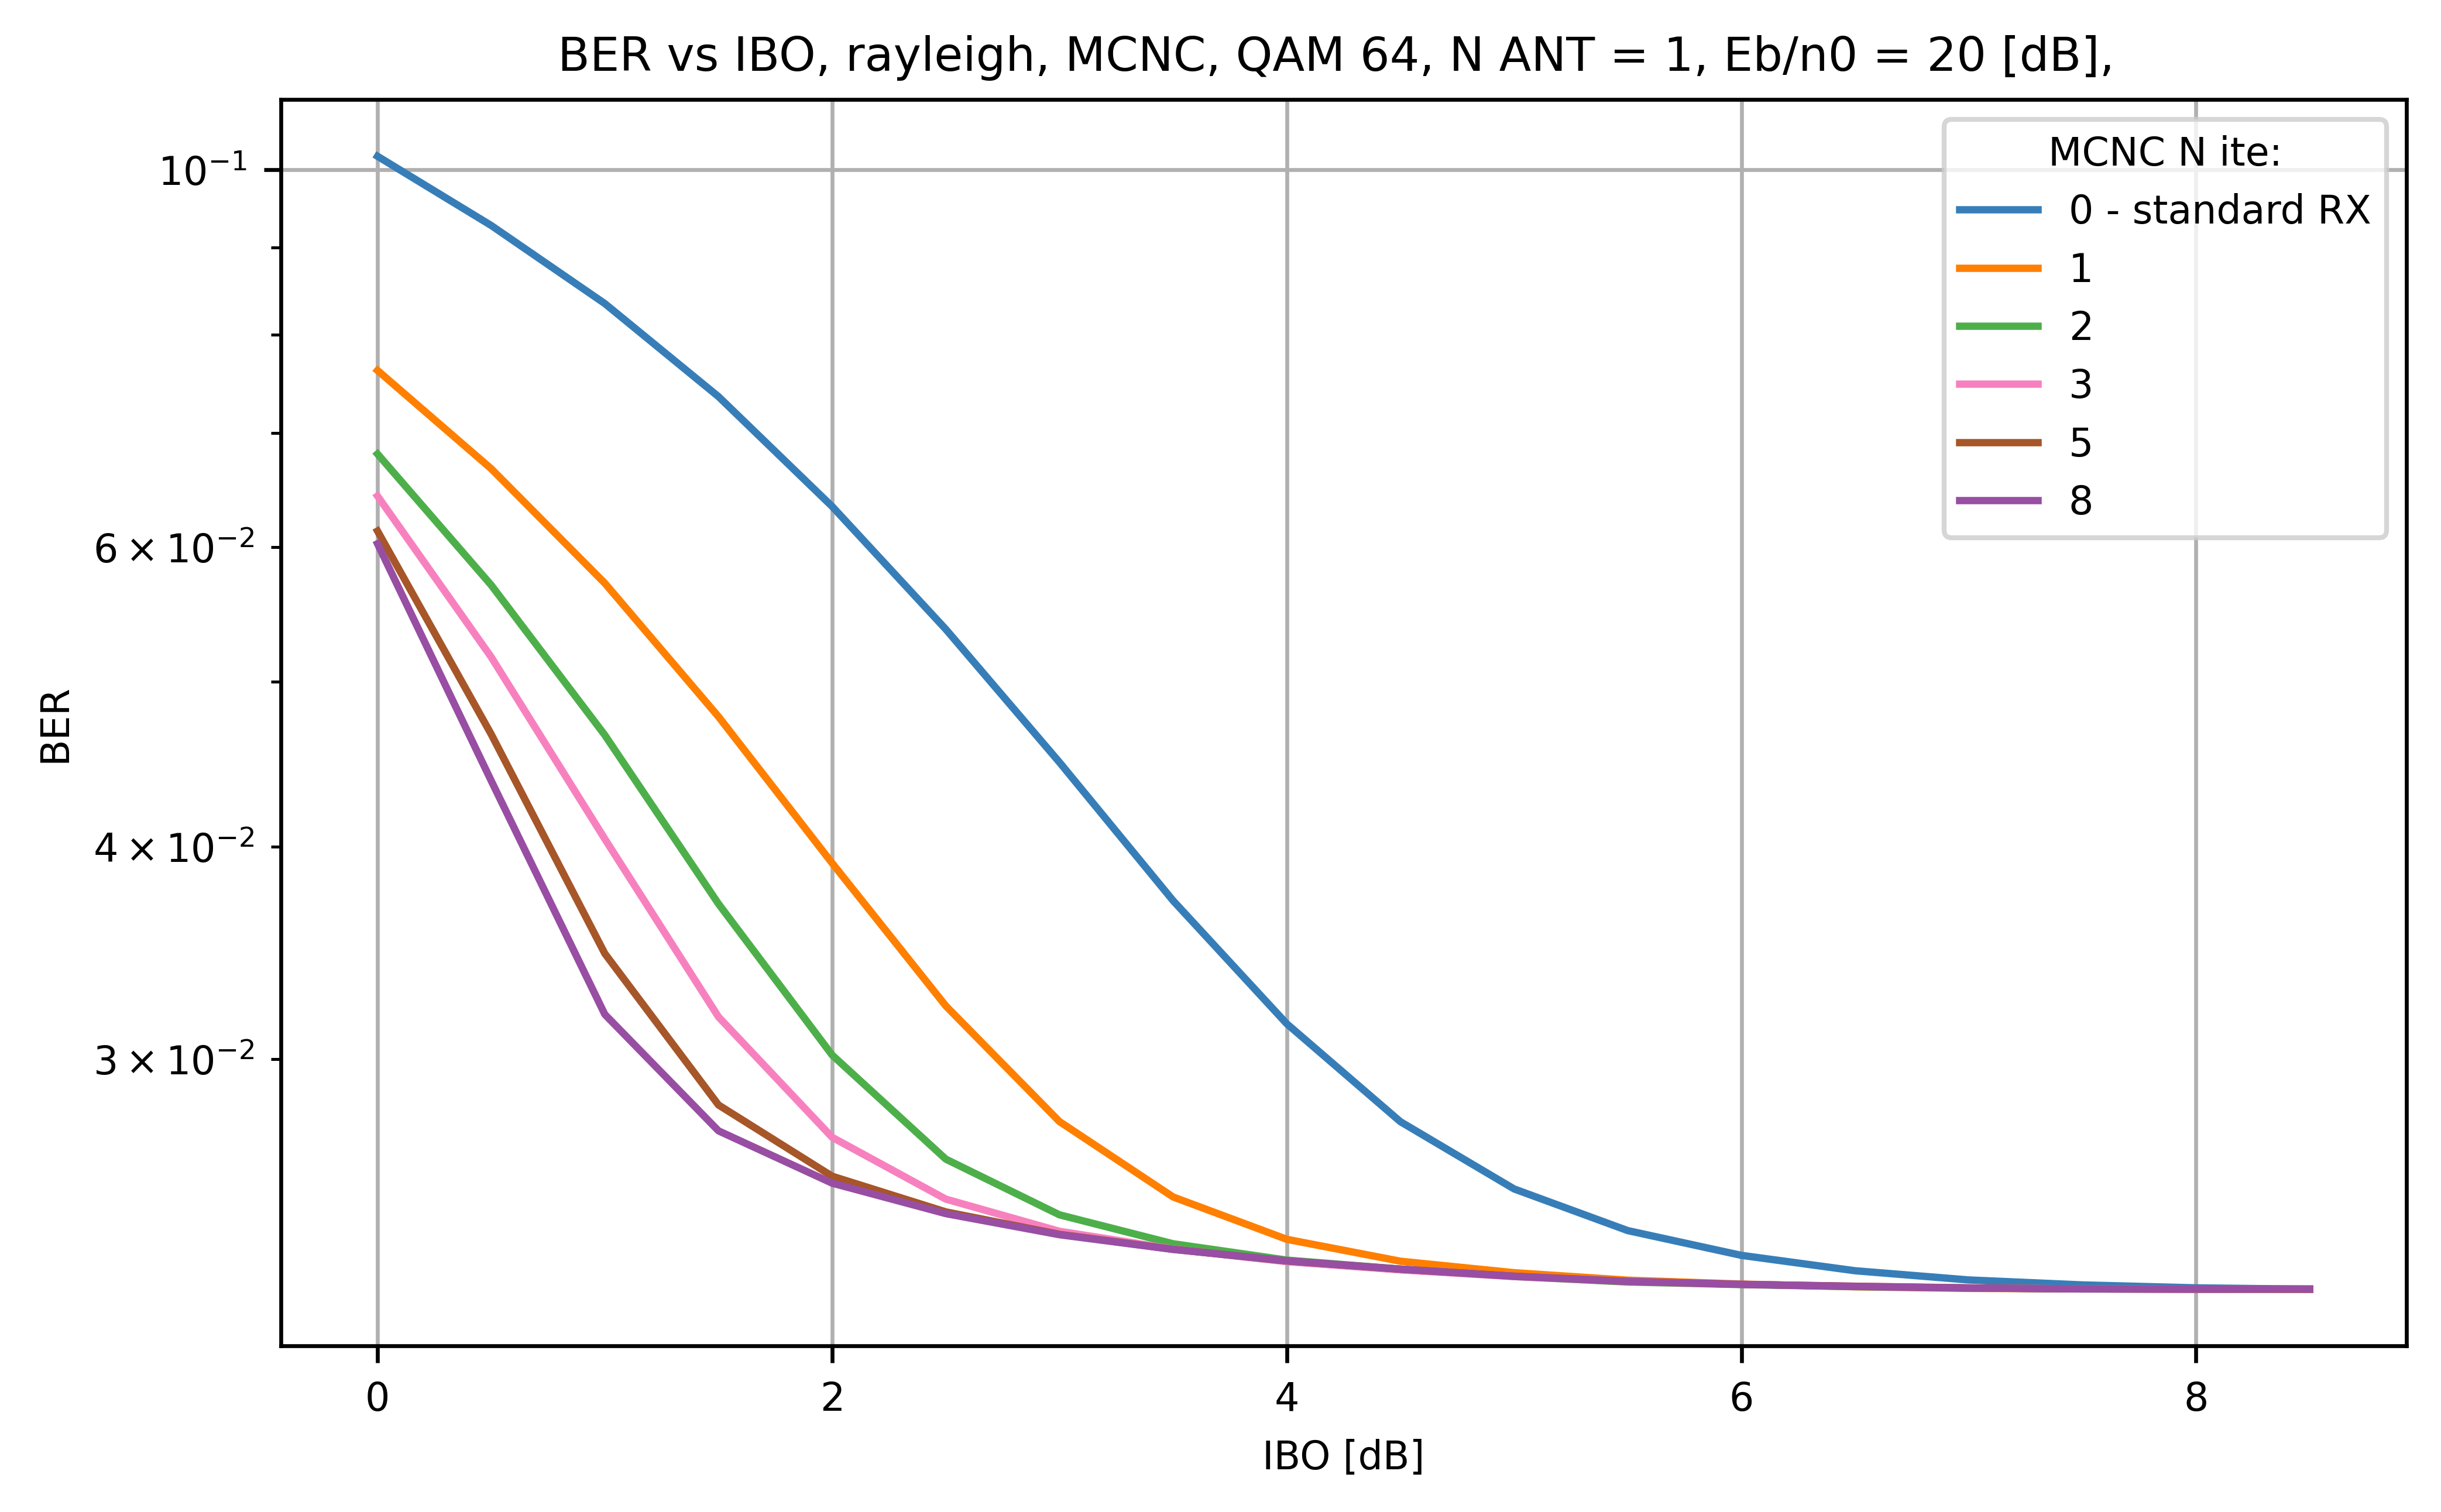 BER vs IBO, rayleigh, MCNC, QAM 64, N ANT = 1, Eb/n0 = 20 [dB],
MCNC N ite:
0 - standard RX
1
2
3
5
8
BER
10⁻¹
6 × 10⁻²
4 × 10⁻²
3 × 10⁻²
0 2 4 6 8
IBO [dB]